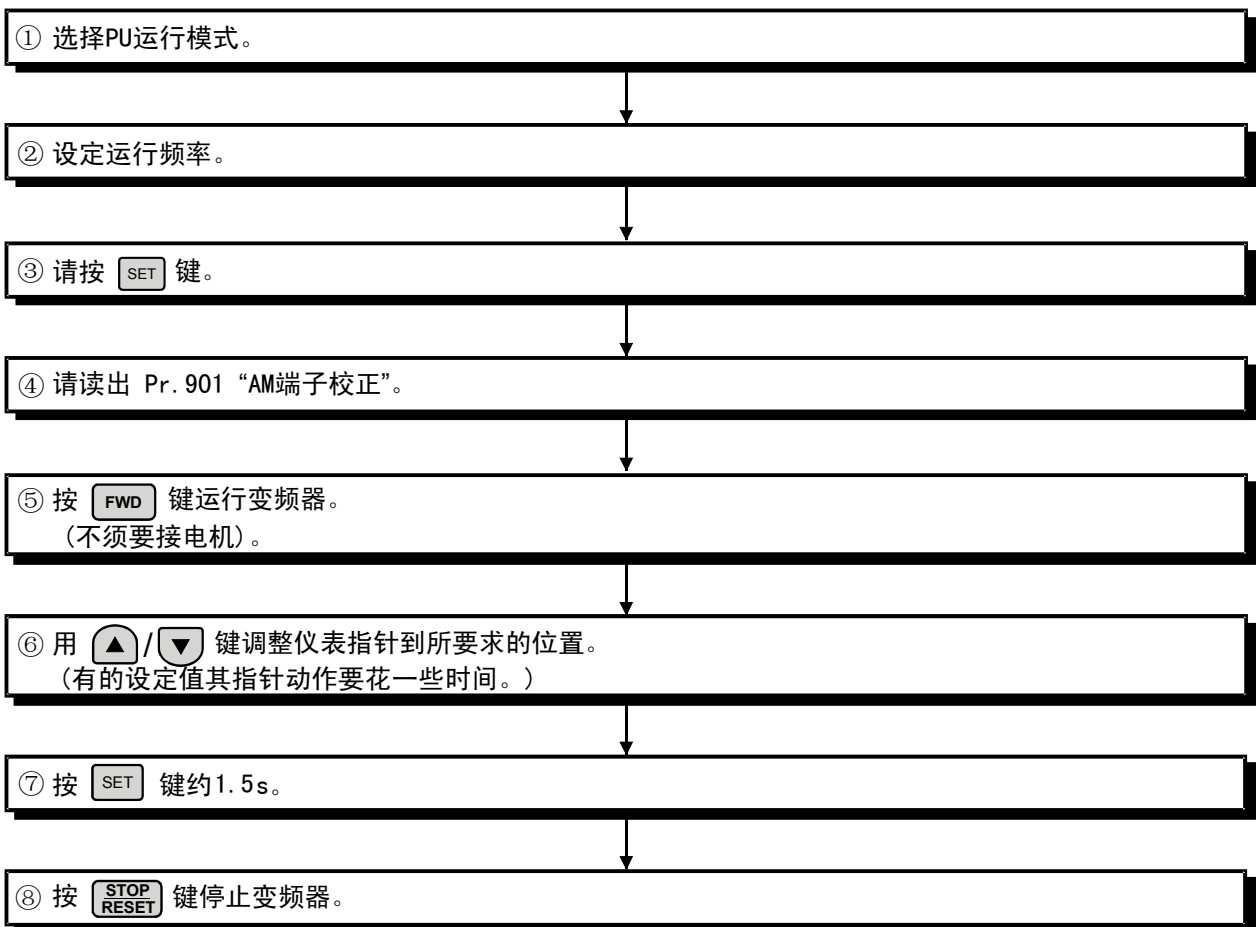 ① 选择PU运行模式。
② 设定运行频率。
③ 请按 SET 键。
④ 请读出 Pr.901 “AM端子校正”。
⑤ 按 FWD 键运行变频器。
(不须要接电机)。
⑥ 用 ▲/▼ 键调整仪表指针到所要求的位置。
(有的设定值其指针动作要花一些时间。)
⑦ 按 SET 键约1.5s。
⑧ 按 STOP RESET 键停止变频器。